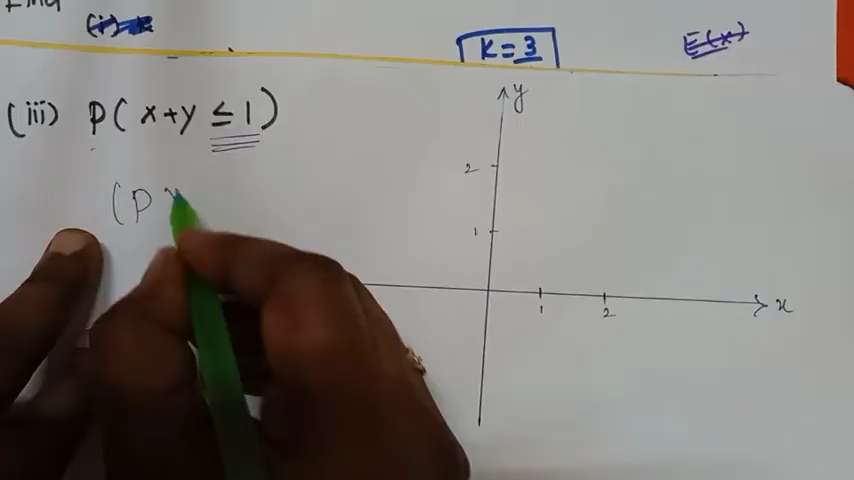 (i)
K = 3
E(x)
(iii) P( x+y ≤ 1)
(P
y
2
1
1 2
x